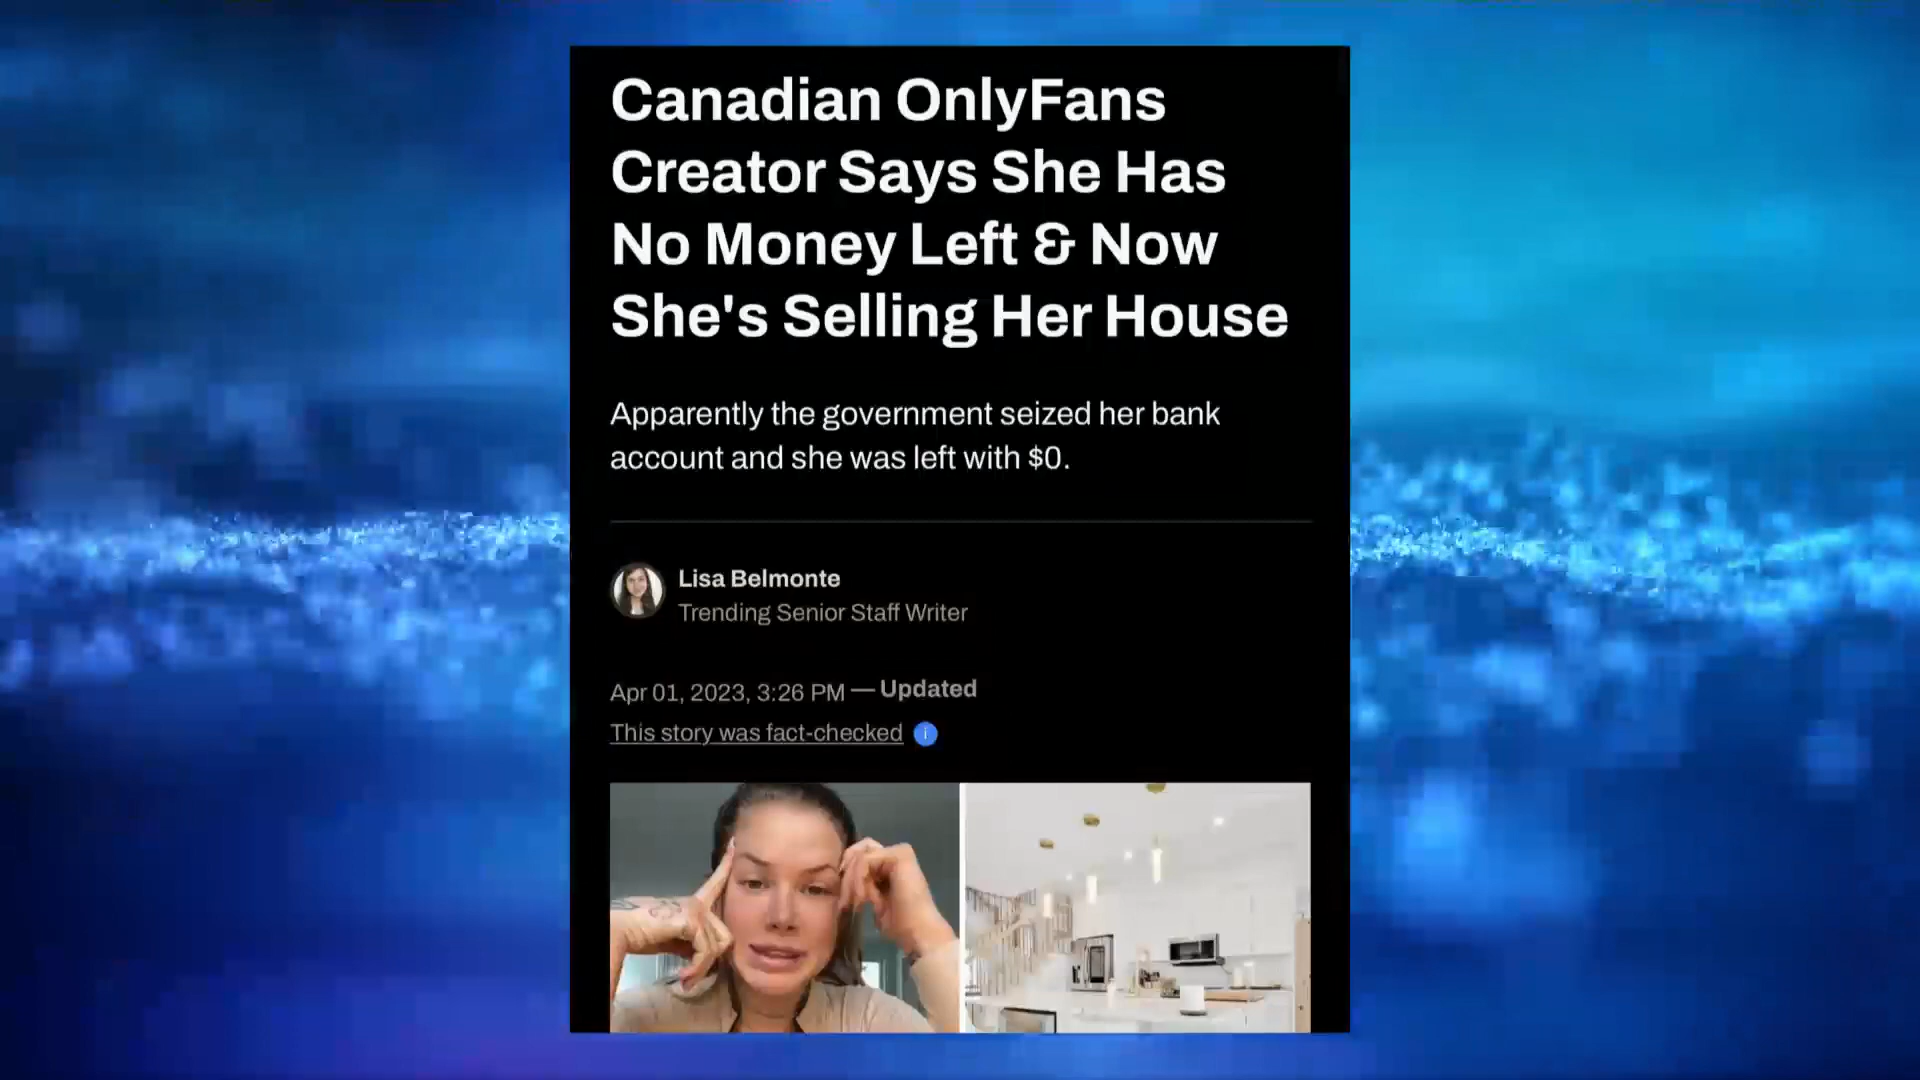 Canadian OnlyFans
Creator Says She Has
No Money Left & Now
She's Selling Her House
Apparently the government seized her bank
account and she was left with $0.
Lisa Belmonte
Trending Senior Staff Writer
Apr 01, 2023, 3:26 PM — Updated
This story was fact-checked i